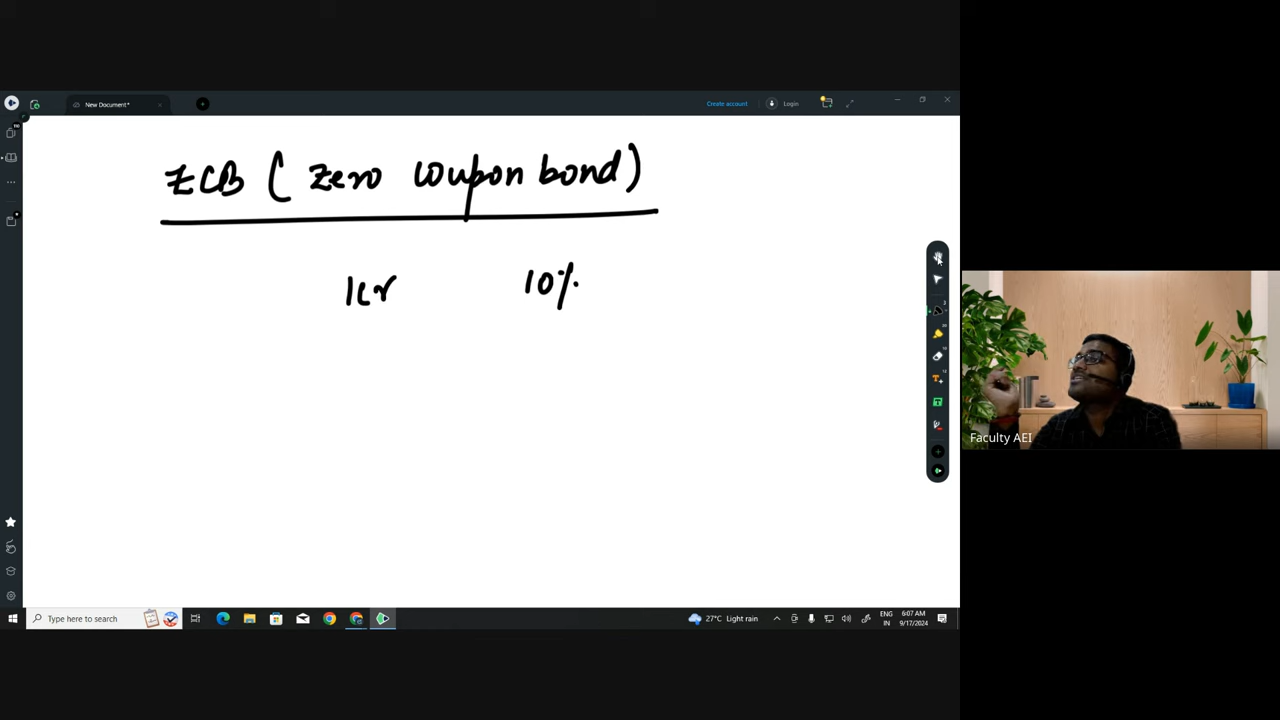 New Document*
Create account
Login
ZCB ( Zero coupon bond )
1cr 10%
Faculty AEI
Type here to search
27°C Light rain
ENG
IN
6:07 AM
9/17/2024